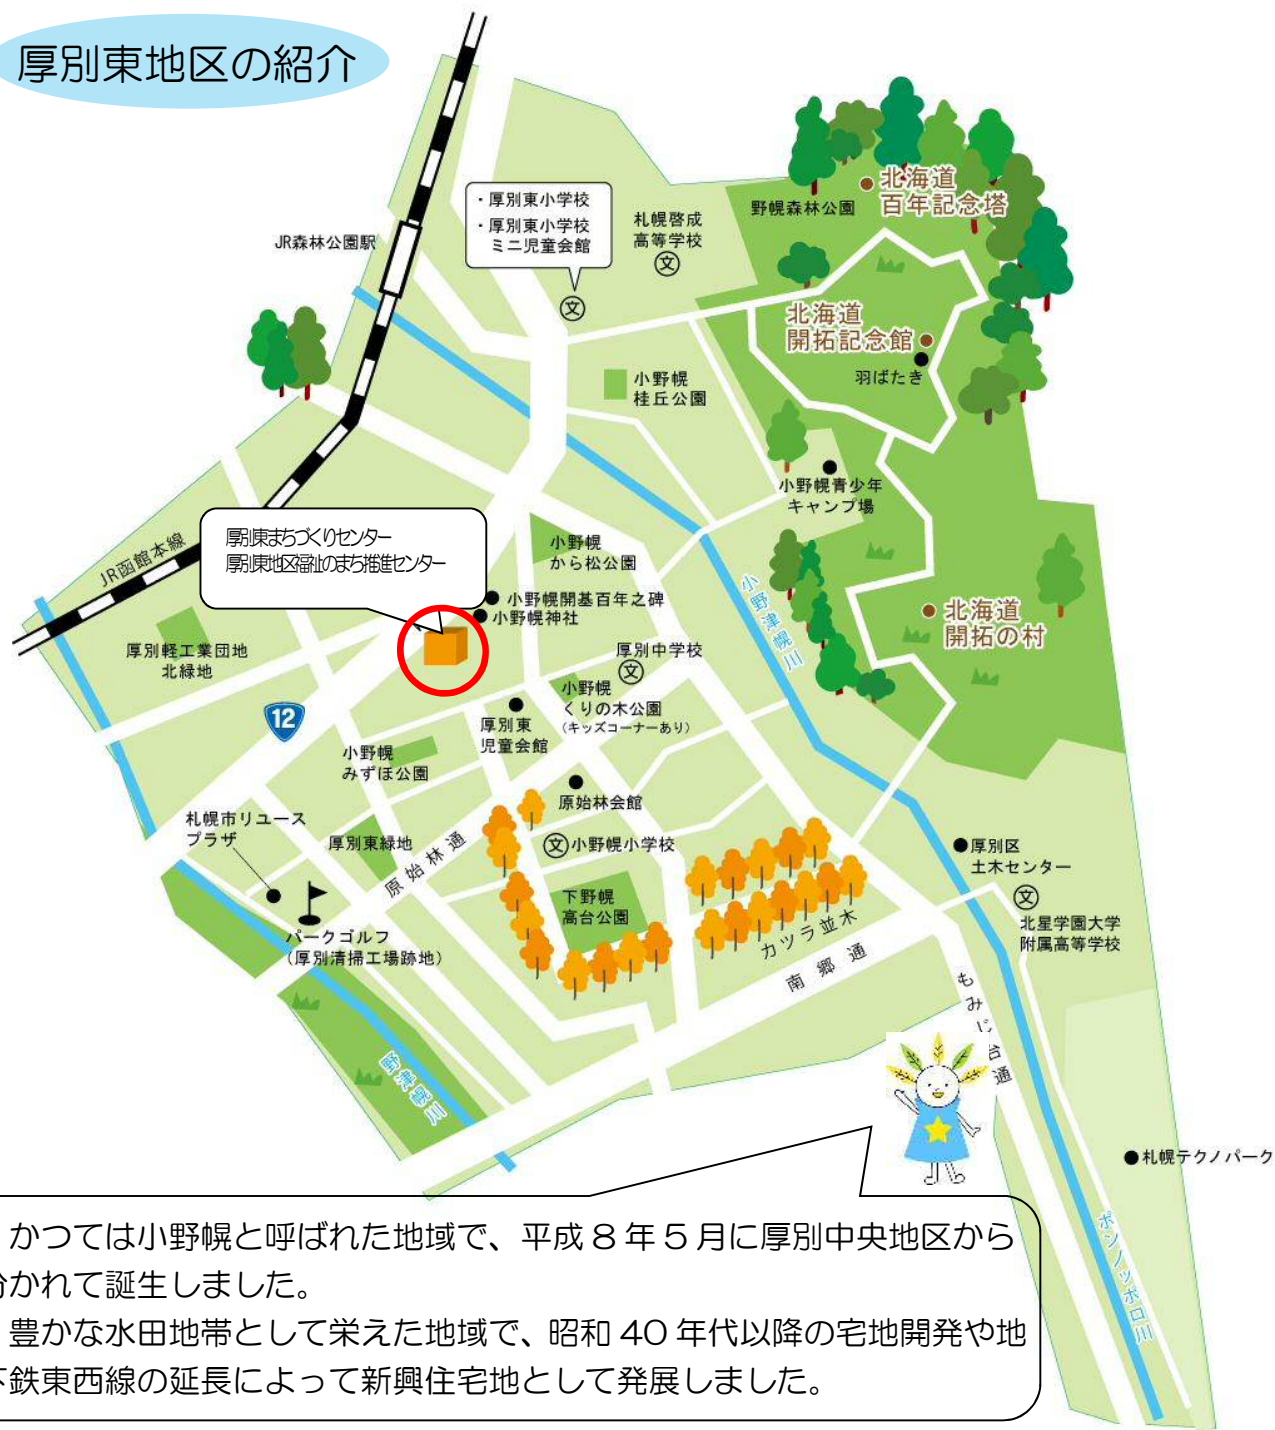 厚別東地区の紹介
・厚別東小学校
・厚別東小学校
ミニ児童会館
札幌啓成
高等学校
文
文
野幌森林公園
北海道
百年記念塔
JR森林公園駅
北海道
開拓記念館
羽ばたき
小野幌
桂丘公園
小野幌青少年
キャンプ場
JR函館本線
厚別東まちづくりセンター
厚別東地区福祉のまち推進センター
小野幌
から松公園
小野幌開基百年之碑
小野幌神社
小野津幌川
北海道
開拓の村
厚別軽工業団地
北緑地
厚別中学校
文
小野幌
くりの木公園
(キッズコーナーあり)
12
厚別東
児童会館
小野幌
みずほ公園
原始林会館
札幌市リユース
プラザ
厚別東緑地
原始林通
文小野幌小学校
厚別区
土木センター
下野幌
高台公園
文
北星学園大学
附属高等学校
パークゴルフ
(厚別清掃工場跡地)
カツラ並木
南郷通
もみじ台通
野津幌川
札幌テクノパーク
ポンノッポロ川
かつては小野幌と呼ばれた地域で、平成8年5月に厚別中央地区から
分かれて誕生しました。
豊かな水田地帯として栄えた地域で、昭和40年代以降の宅地開発や地
下鉄東西線の延長によって新興住宅地として発展しました。